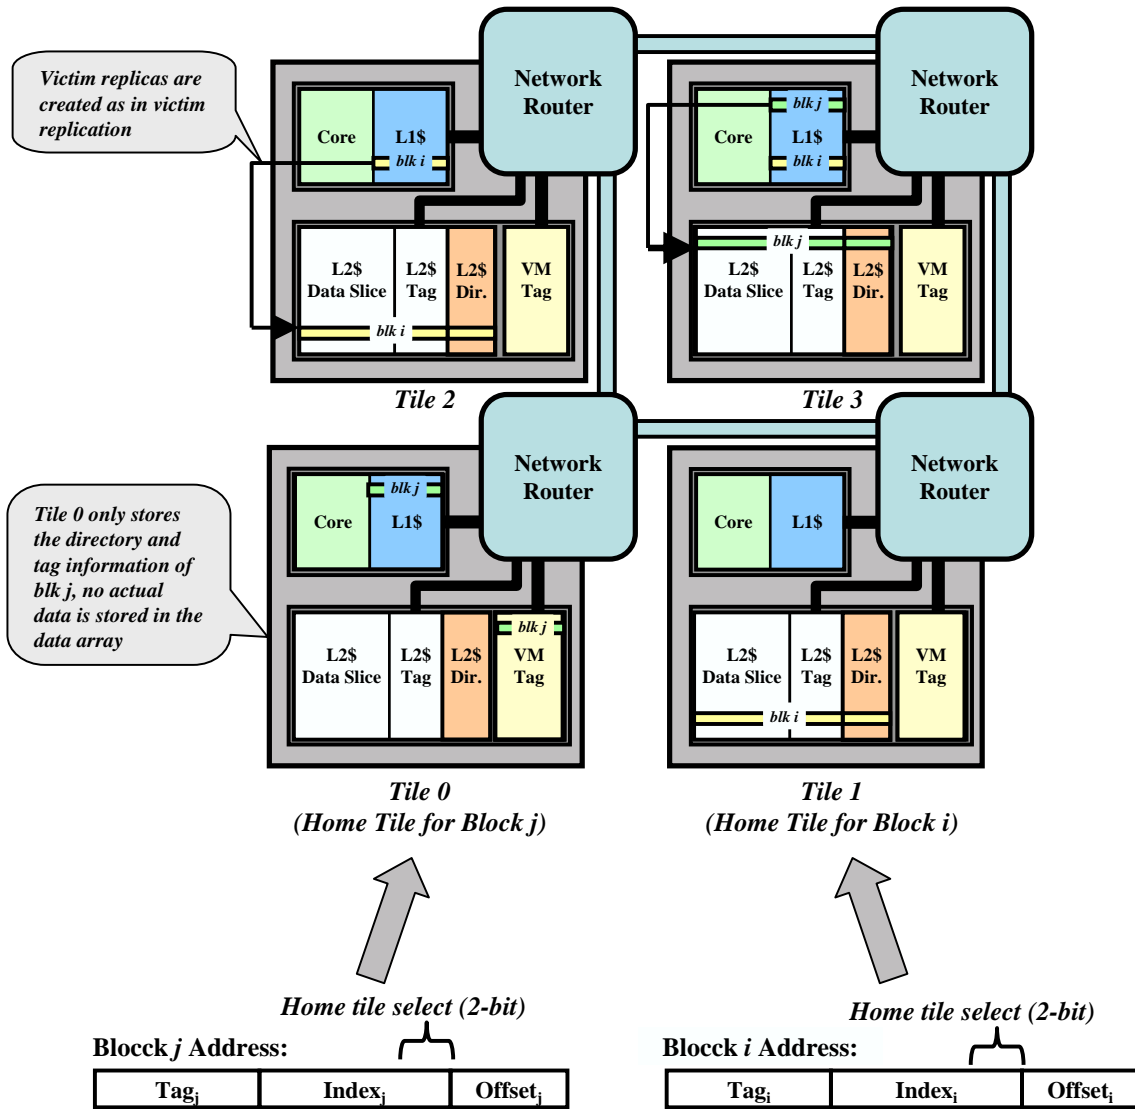 Victim replicas are
created as in victim
replication
Network
Router
Core
L1$
blk i
L2$
Data Slice
L2$
Tag
L2$
Dir.
VM
Tag
blk i
Tile 2
Network
Router
blk j
Core
L1$
blk i
blk j
L2$
Data Slice
L2$
Tag
L2$
Dir.
VM
Tag
Tile 3
Tile 0 only stores
the directory and
tag information of
blk j, no actual
data is stored in the
data array
Network
Router
blk j
Core
L1$
blk j
L2$
Data Slice
L2$
Tag
L2$
Dir.
VM
Tag
Tile 0
(Home Tile for Block j)
Network
Router
Core
L1$
L2$
Data Slice
L2$
Tag
L2$
Dir.
VM
Tag
blk i
Tile 1
(Home Tile for Block i)
Home tile select (2-bit)
Blocck j Address:
Tagj Indexj Offsetj
Home tile select (2-bit)
Blocck i Address:
Tagi Indexi Offseti